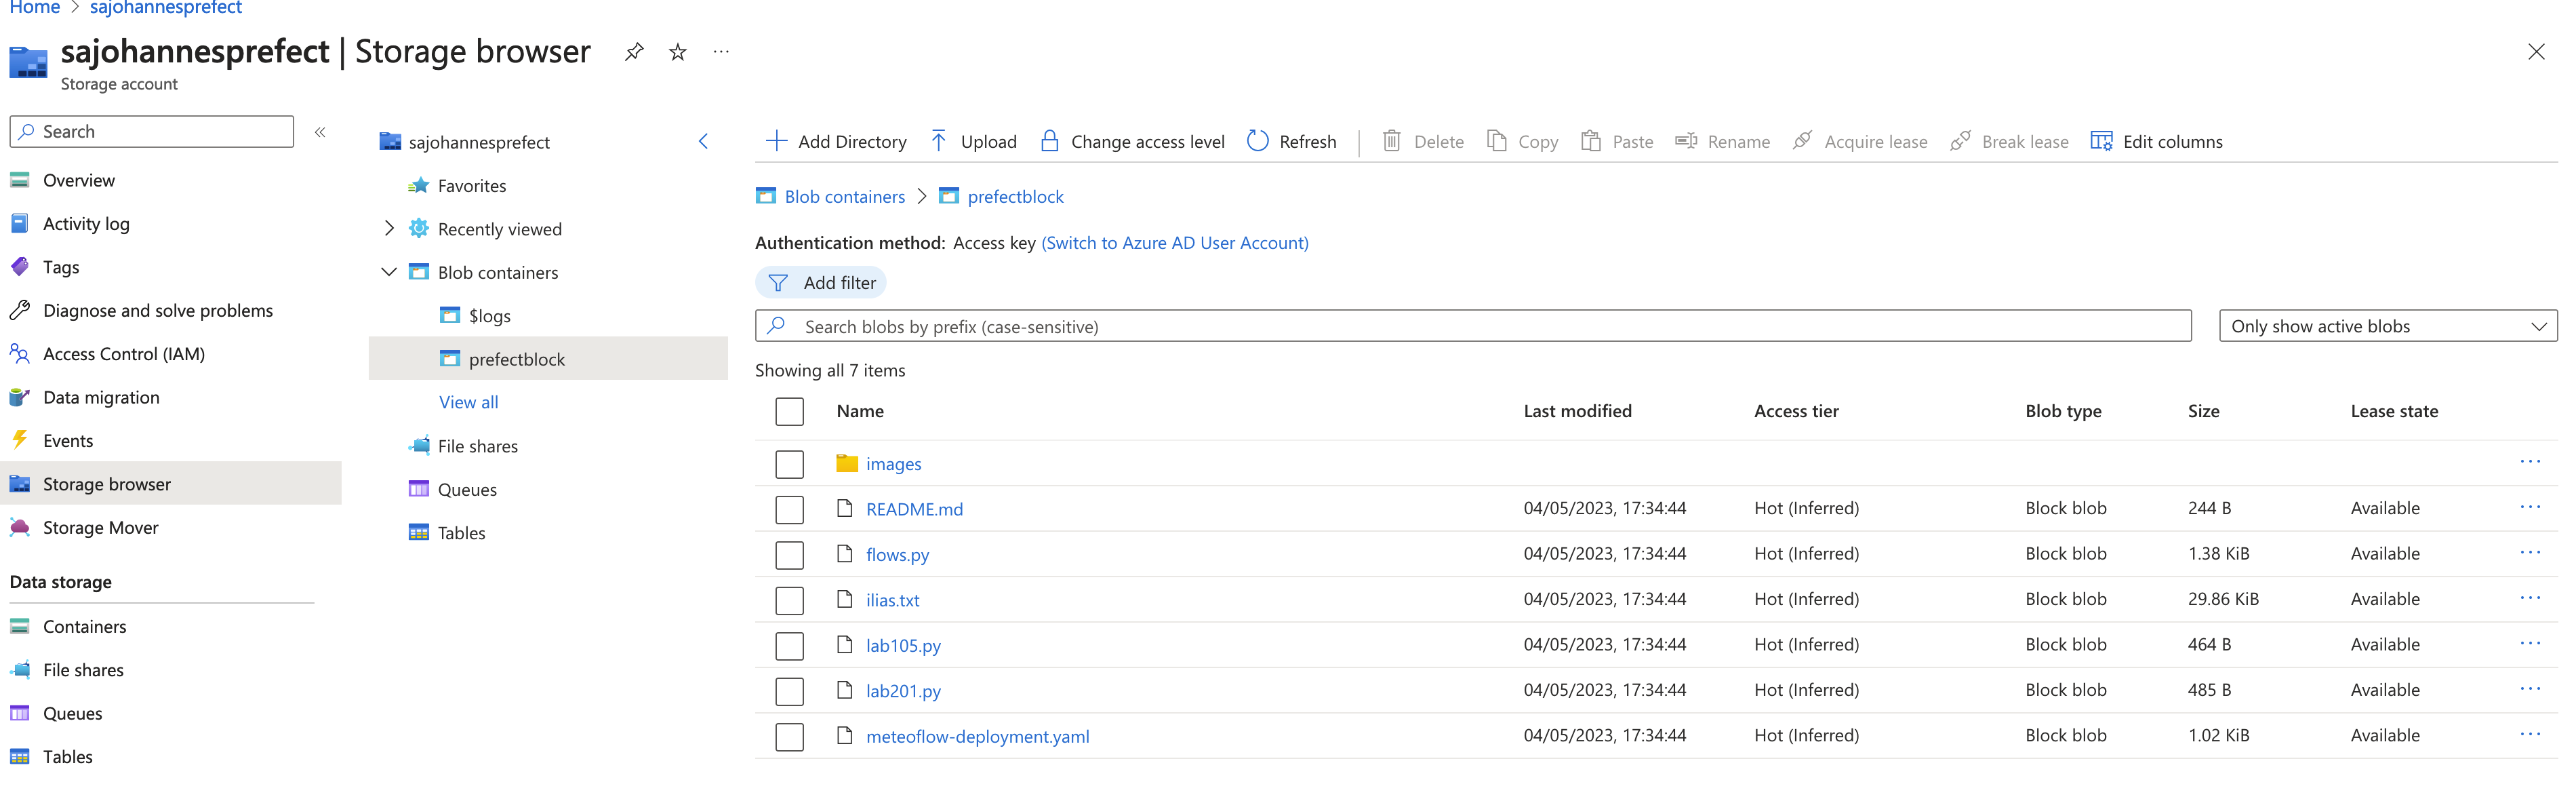 Home > sajohannesprefect
sajohannesprefect | Storage browser
Storage account
Search
Overview
Activity log
Tags
Diagnose and solve problems
Access Control (IAM)
Data migration
Events
Storage browser
Storage Mover
Data storage
Containers
File shares
Queues
Tables
sajohannesprefect
Favorites
Recently viewed
Blob containers
$logs
prefectblock
View all
File shares
Queues
Tables
Add Directory Upload Change access level Refresh Delete Copy Paste Rename Acquire lease Break lease Edit columns
Blob containers > prefectblock
Authentication method: Access key (Switch to Azure AD User Account)
Add filter
Search blobs by prefix (case-sensitive) Only show active blobs
Showing all 7 items
Name Last modified Access tier Blob type Size Lease state
images
README.md 04/05/2023, 17:34:44 Hot (Inferred) Block blob 244 B Available
flows.py 04/05/2023, 17:34:44 Hot (Inferred) Block blob 1.38 KiB Available
ilias.txt 04/05/2023, 17:34:44 Hot (Inferred) Block blob 29.86 KiB Available
lab105.py 04/05/2023, 17:34:44 Hot (Inferred) Block blob 464 B Available
lab201.py 04/05/2023, 17:34:44 Hot (Inferred) Block blob 485 B Available
meteoflow-deployment.yaml 04/05/2023, 17:34:44 Hot (Inferred) Block blob 1.02 KiB Available